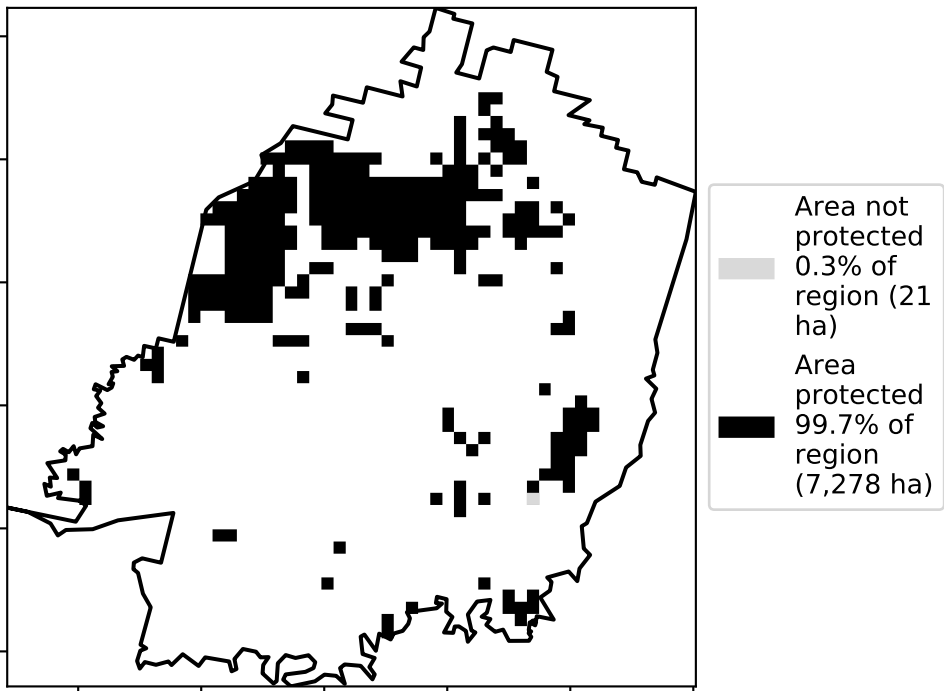 Area not
protected
0.3% of
region (21
ha)
Area
protected
99.7% of
region
(7,278 ha)